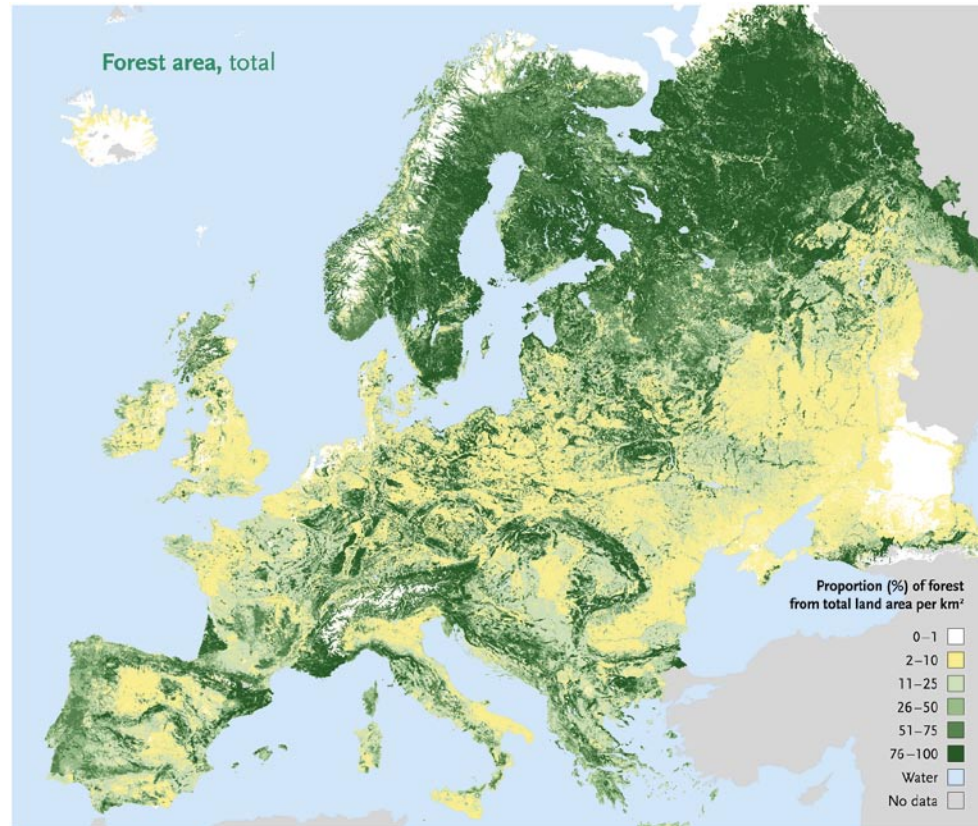 Forest area, total
Proportion (%) of forest
from total land area per km²
0–1
2–10
11–25
26–50
51–75
76–100
Water
No data